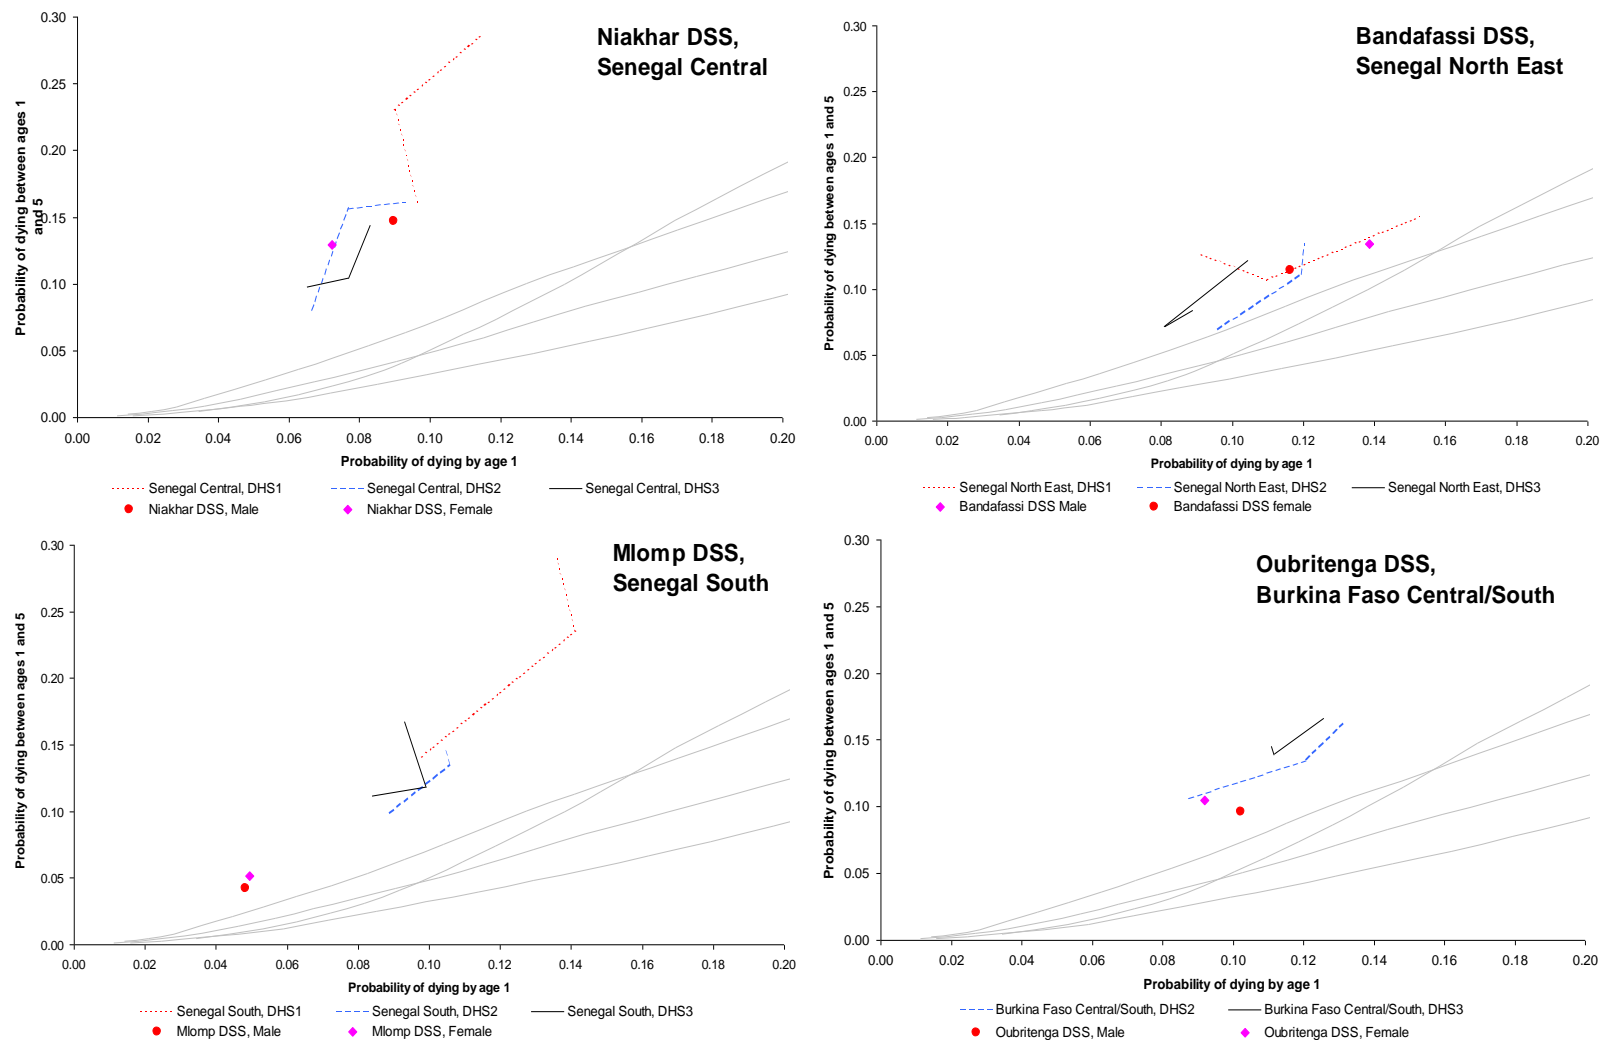 Niakhar DSS,
Senegal Central
Probability of dying between ages 1
and 5
0.30
0.25
0.20
0.15
0.10
0.05
0.00
0.00 0.02 0.04 0.06 0.08 0.10 0.12 0.14 0.16 0.18 0.20
Probability of dying by age 1
Senegal Central, DHS1 Senegal Central, DHS2 Senegal Central, DHS3
Niakhar DSS, Male Niakhar DSS, Female
Bandafassi DSS,
Senegal North East
Probability of dying between ages 1 and 5
0.30
0.25
0.20
0.15
0.10
0.05
0.00
0.00 0.02 0.04 0.06 0.08 0.10 0.12 0.14 0.16 0.18 0.20
Probability of dying by age 1
Senegal North East, DHS1 Senegal North East, DHS2 Senegal North East, DHS3
Bandafassi DSS Male Bandafassi DSS female
Mlomp DSS,
Senegal South
Probability of dying between ages 1 and 5
0.30
0.25
0.20
0.15
0.10
0.05
0.00
0.00 0.02 0.04 0.06 0.08 0.10 0.12 0.14 0.16 0.18 0.20
Probability of dying by age 1
Senegal South, DHS1 Senegal South, DHS2 Senegal South, DHS3
Mlomp DSS, Male Mlomp DSS, Female
Oubritenga DSS,
Burkina Faso Central/South
Probability of dying between ages 1 and 5
0.30
0.25
0.20
0.15
0.10
0.05
0.00
0.00 0.02 0.04 0.06 0.08 0.10 0.12 0.14 0.16 0.18 0.20
Probability of dying by age 1
Burkina Faso Central/South, DHS2 Burkina Faso Central/South, DHS3
Oubritenga DSS, Male Oubritenga DSS, Female